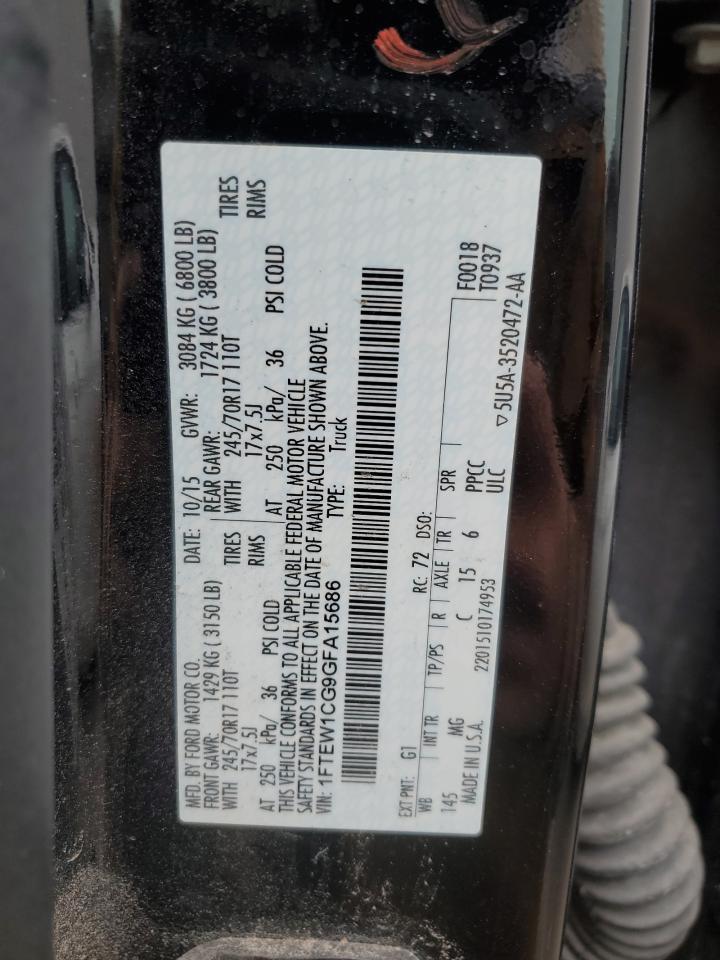 MFD. BY FORD MOTOR CO.
DATE: 10/15 GVWR: 3084 KG ( 6800 LB)
FRONT GAWR: 1429 KG ( 3150 LB) REAR GAWR: 1724 KG ( 3800 LB)
WITH 245/70R17 110T TIRES WITH 245/70R17 110T TIRES
17x7.5J RIMS 17x7.5J RIMS
AT 250 kPa/ 36 PSI COLD AT 250 kPa/ 36 PSI COLD
THIS VEHICLE CONFORMS TO ALL APPLICABLE FEDERAL MOTOR VEHICLE
SAFETY STANDARDS IN EFFECT ON THE DATE OF MANUFACTURE SHOWN ABOVE.
VIN: 1FTEW1CG9GFA15686 TYPE: Truck
EXT PNT: G1 RC: 72 DSO: F0018
WB INT TR TP/PS R AXLE TR SPR T0937
145 MG C 15 6 PPCC
ULC
MADE IN U.S.A. 2201510174953 ▽5U5A-3520472-AA